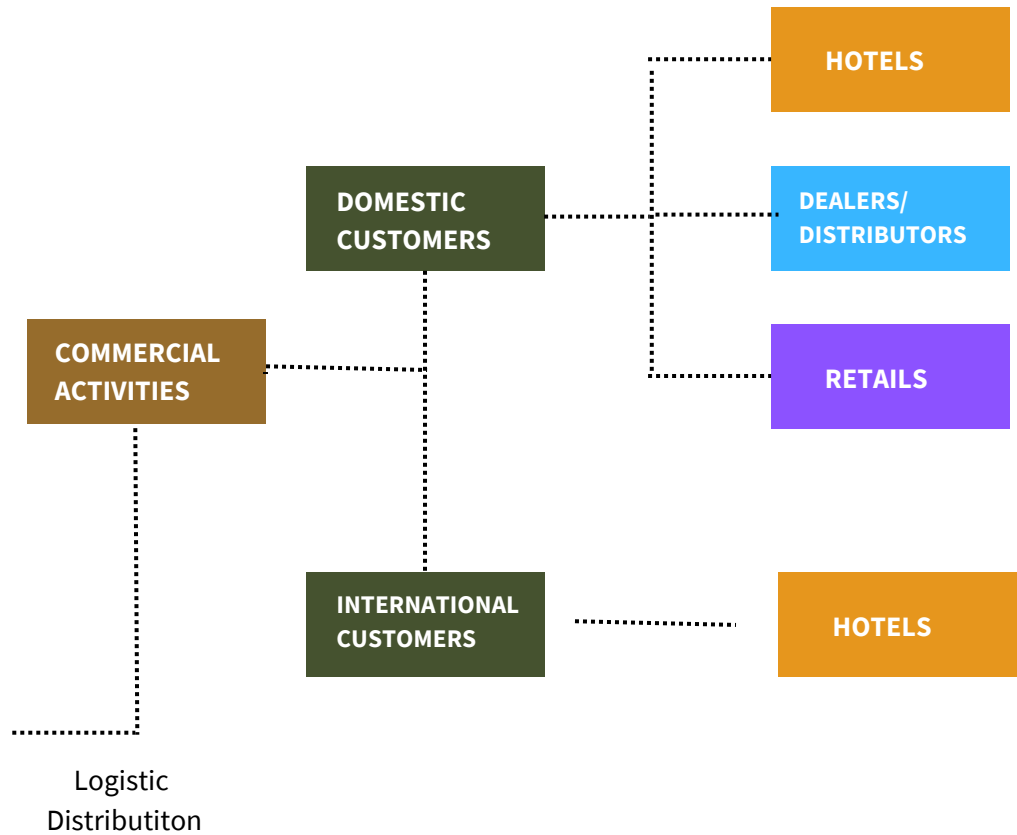 HOTELS
DOMESTIC
CUSTOMERS
DEALERS/
DISTRIBUTORS
COMMERCIAL
ACTIVITIES
RETAILS
INTERNATIONAL
CUSTOMERS
HOTELS
Logistic
Distributiton